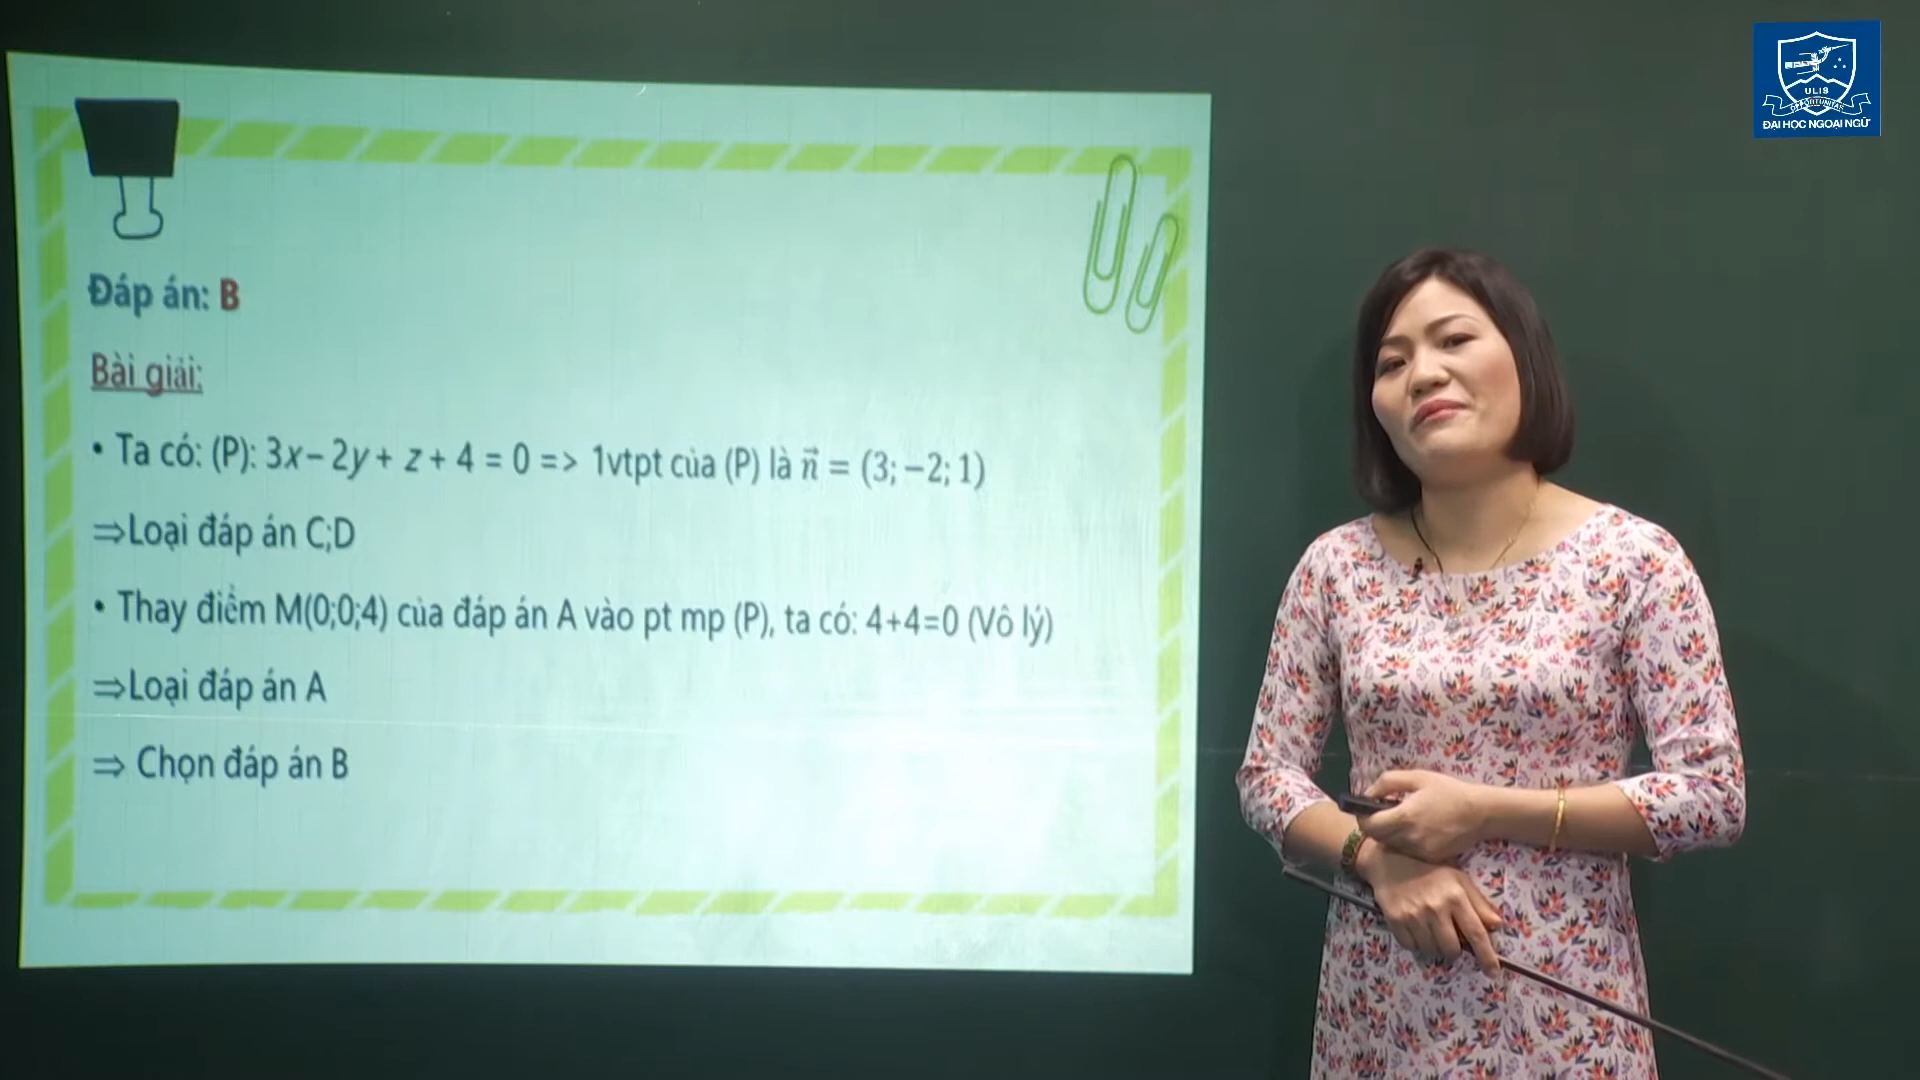 ULIS
OPPORTUNITAS
ĐẠI HỌC NGOẠI NGỮ
Đáp án: B
Bài giải:
• Ta có: (P): 3x − 2y + z + 4 = 0 => 1vtpt của (P) là n⃗ = (3; −2; 1)
⇒Loại đáp án C;D
• Thay điểm M(0;0;4) của đáp án A vào pt mp (P), ta có: 4+4=0 (Vô lý)
⇒Loại đáp án A
⇒ Chọn đáp án B